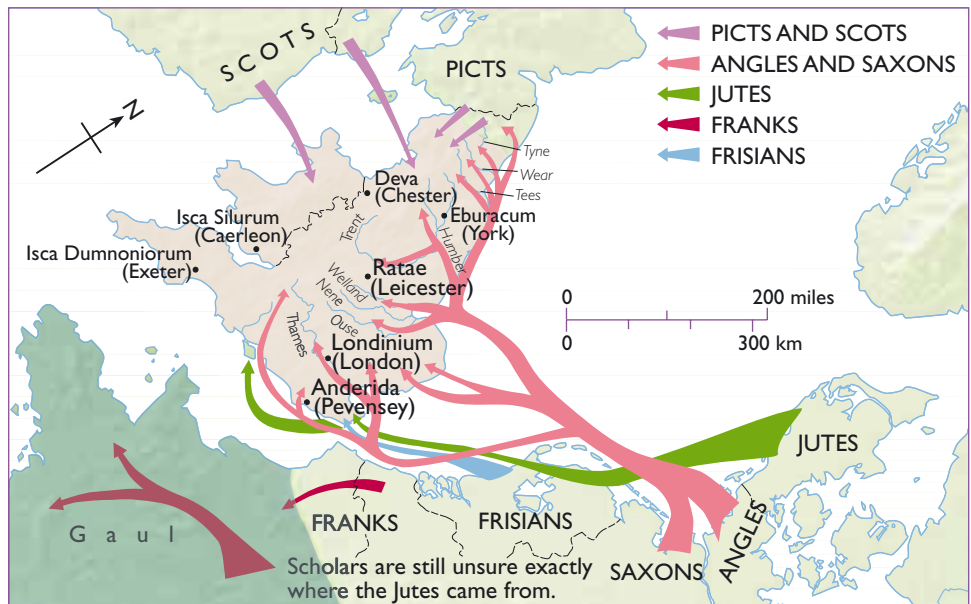 SCOTS
PICTS
PICTS AND SCOTS
ANGLES AND SAXONS
JUTES
FRANKS
FRISIANS
N
Tyne
Wear
Tees
Deva
(Chester)
Eburacum
(York)
Isca Silurum
(Caerleon)
Isca Dumnoniorum
(Exeter)
Trent
Humber
Ratae
(Leicester)
Welland
Nene
Ouse
Thames
Londinium
(London)
Anderida
(Pevensey)
0 200 miles
0 300 km
JUTES
ANGLES
SAXONS
FRISIANS
FRANKS
Gaul
Scholars are still unsure exactly
where the Jutes came from.